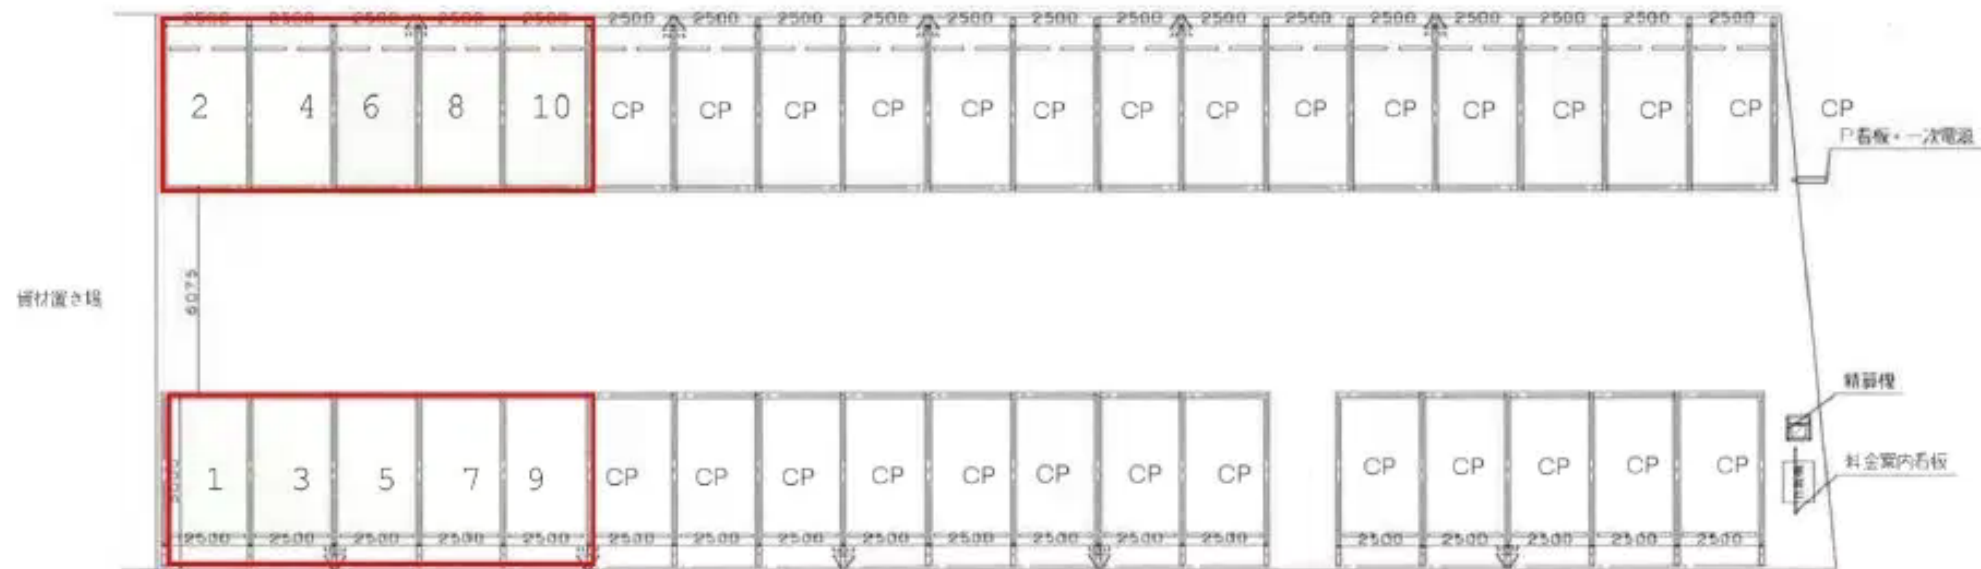 2500 2500 2500 2500 2500 2500 2500 2500 2500 2500 2500 2500 2500 2500 2500 2500 2500 2500 2500
2 4 6 8 10 CP CP CP CP CP CP CP CP CP CP CP CP CP CP CP
P看板・一次電源
資材置き場
6075
精算機
料金案内看板
5000
1 3 5 7 9 CP CP CP CP CP CP CP CP CP CP CP CP CP
2500 2500 2500 2500 2500 2500 2500 2500 2500 2500 2500 2500 2500 2500 2500 2500 2500 2500